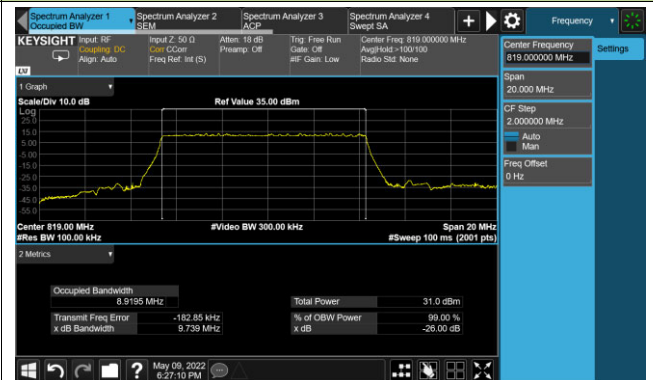 Spectrum Analyzer 1
Occupied BW
Spectrum Analyzer 2
SEM
Spectrum Analyzer 3
ACP
Spectrum Analyzer 4
Swept SA
Frequency
KEYSIGHT
Input: RF
Coupling: DC
Align: Auto
Input Z: 50 Ω
Corr CCorr
Freq Ref: Int (S)
Atten: 18 dB
Preamp: Off
Trig: Free Run
Gate: Off
#IF Gain: Low
Center Freq: 819.000000 MHz
Avg|Hold:>100/100
Radio Std: None
LXI
Center Frequency
819.000000 MHz
Settings
Span
20.000 MHz
CF Step
2.000000 MHz
Auto
Man
Freq Offset
0 Hz
1 Graph
Scale/Div 10.0 dB
Ref Value 35.00 dBm
Log
25.0
15.0
5.00
-5.00
-15.0
-25.0
-35.0
-45.0
-55.0
Center 819.00 MHz
#Video BW 300.00 kHz
Span 20 MHz
#Res BW 100.00 kHz
#Sweep 100 ms (2001 pts)
2 Metrics
Occupied Bandwidth
8.9195 MHz
Total Power
31.0 dBm
Transmit Freq Error
-182.85 kHz
% of OBW Power
99.00 %
x dB Bandwidth
9.739 MHz
x dB
-26.00 dB
?
May 09, 2022
6:27:10 PM